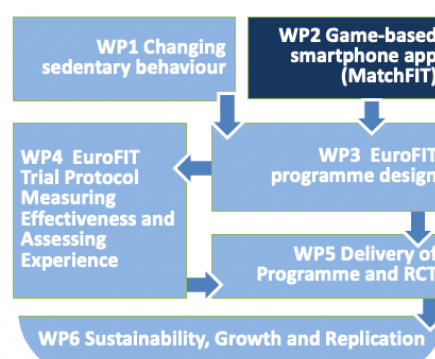 WP1 Changing
sedentary behaviour
WP2 Game-based
smartphone app
(MatchFIT)
WP3 EuroFIT
programme design
WP4 EuroFIT
Trial Protocol
Measuring
Effectiveness and
Assessing
Experience
WP5 Delivery of
Programme and RCT
WP6 Sustainability, Growth and Replication